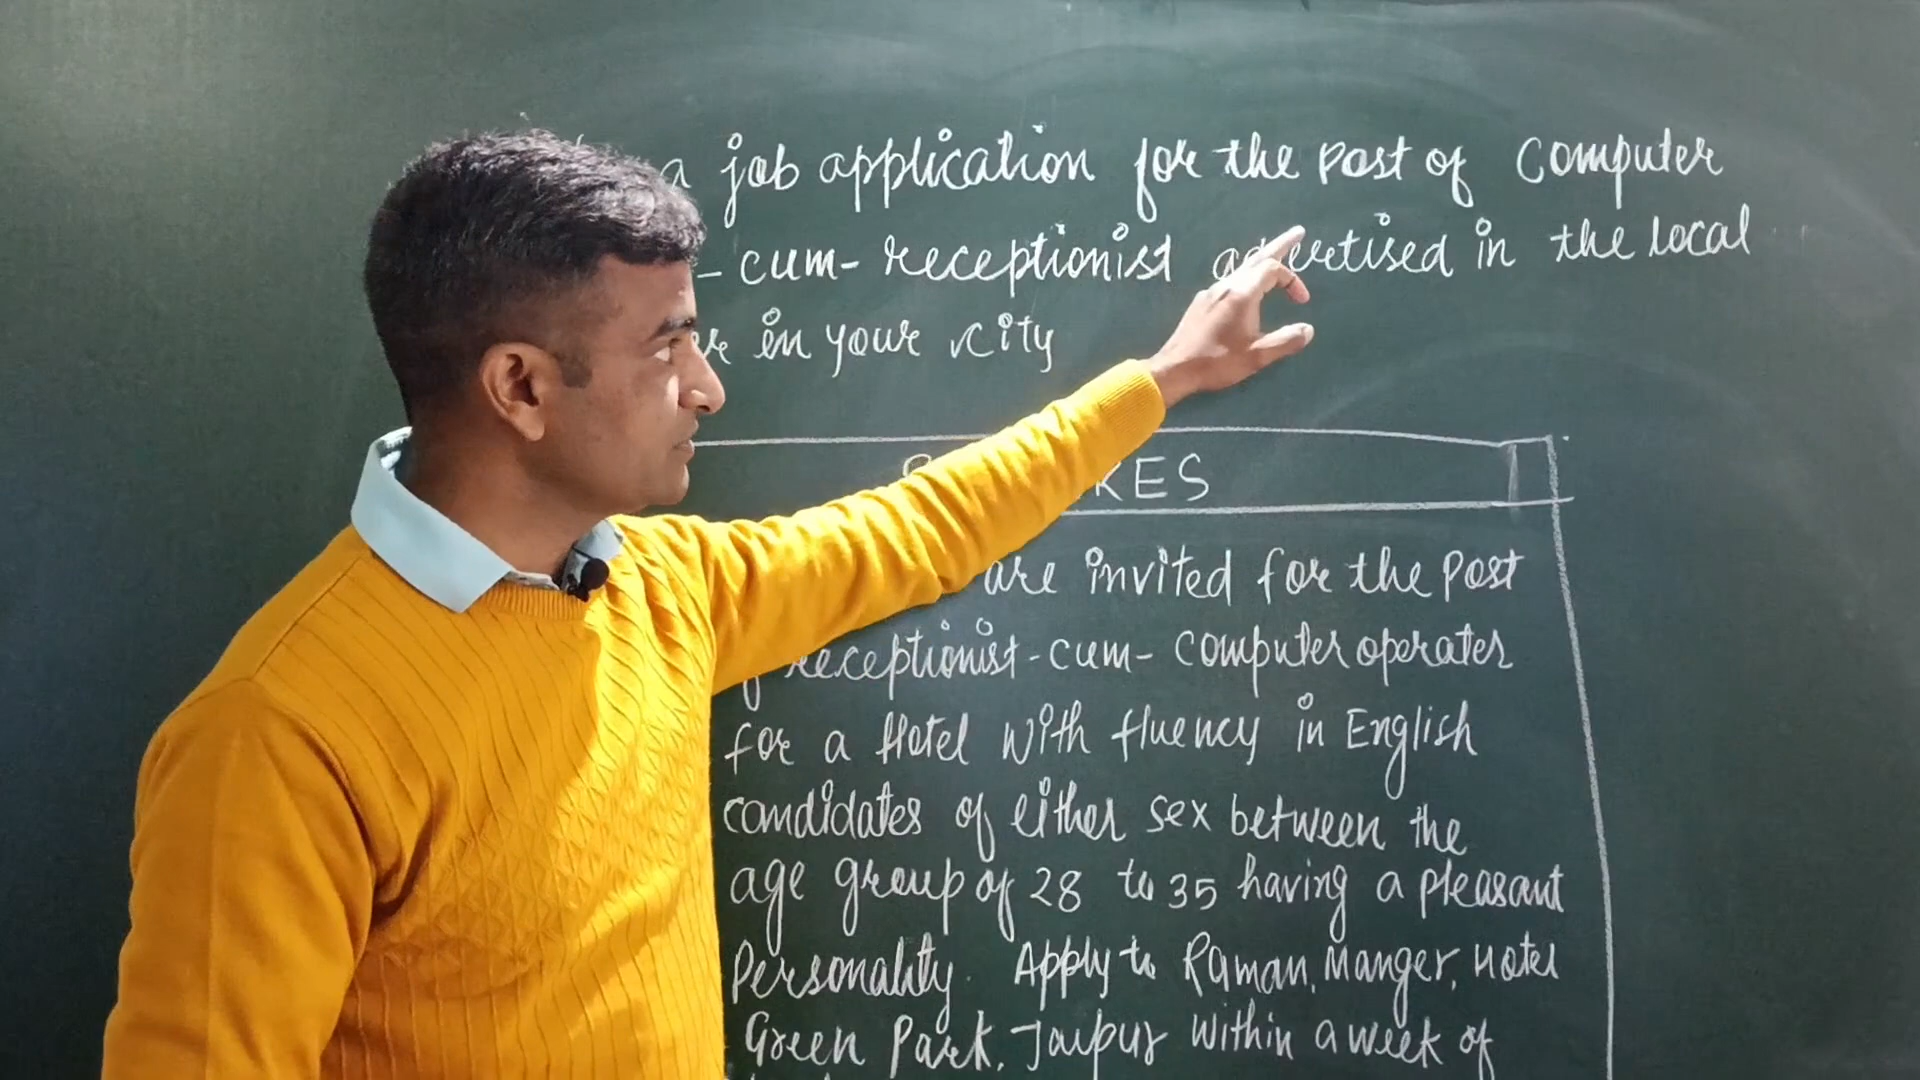 a job application for the Post of Computer
- cum - receptionist advertised in the local
in your city
are invited for the Post
receptionist - cum - computer operater
for a Hotel with fluency in English
candidates of either sex between the
age group of 28 to 35 having a pleasant
Personality. Apply to Raman, Manger, Hotel
Green Park, Jaipur within a week of